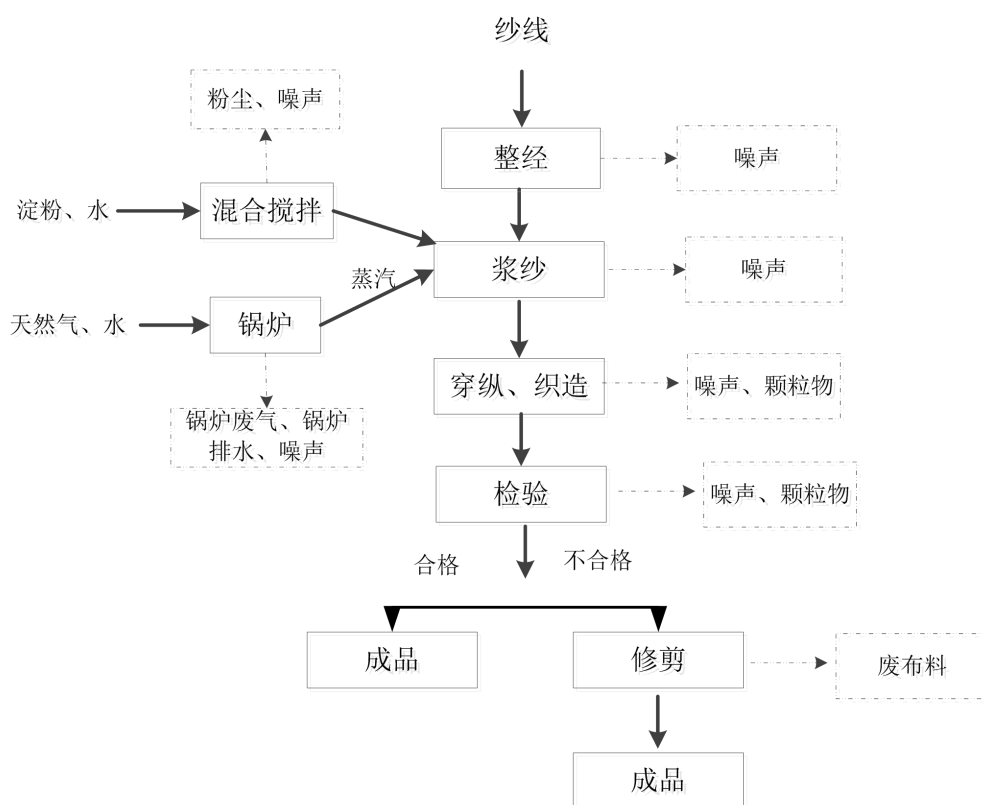 纱线
粉尘、噪声
整经
噪声
淀粉、水
混合搅拌
浆纱
噪声
蒸汽
天然气、水
锅炉
穿纵、织造
噪声、颗粒物
锅炉废气、锅炉
排水、噪声
检验
噪声、颗粒物
合格
不合格
成品
修剪
废布料
成品